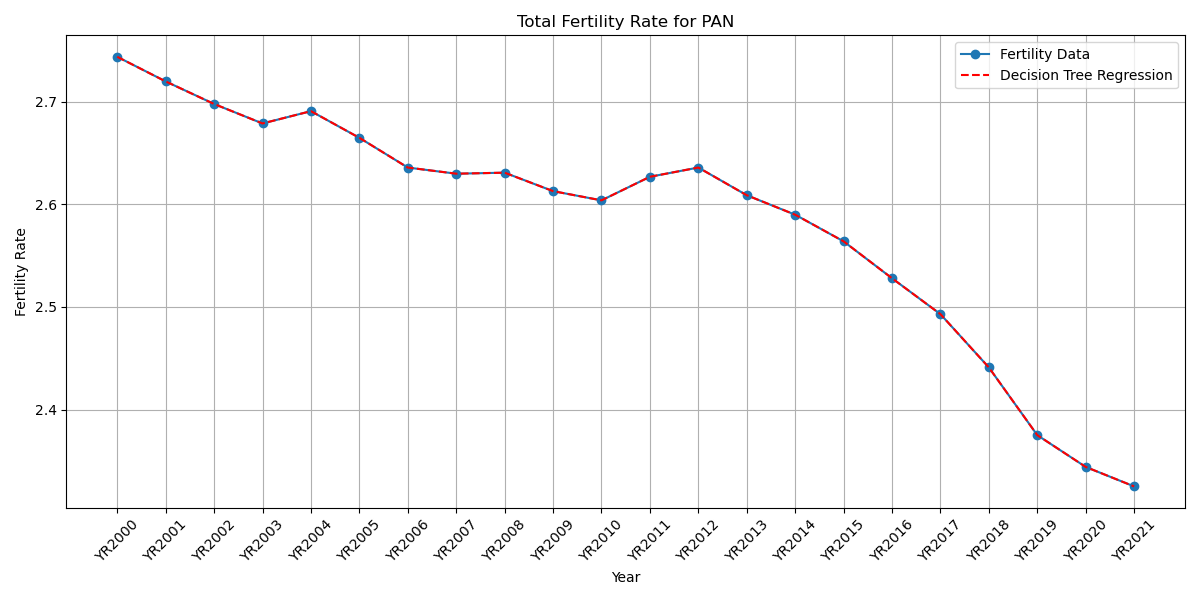 Total Fertility Rate for PAN
Fertility Data
Decision Tree Regression
Fertility Rate
2.7
2.6
2.5
2.4
YR2000
YR2001
YR2002
YR2003
YR2004
YR2005
YR2006
YR2007
YR2008
YR2009
YR2010
YR2011
YR2012
YR2013
YR2014
YR2015
YR2016
YR2017
YR2018
YR2019
YR2020
YR2021
Year